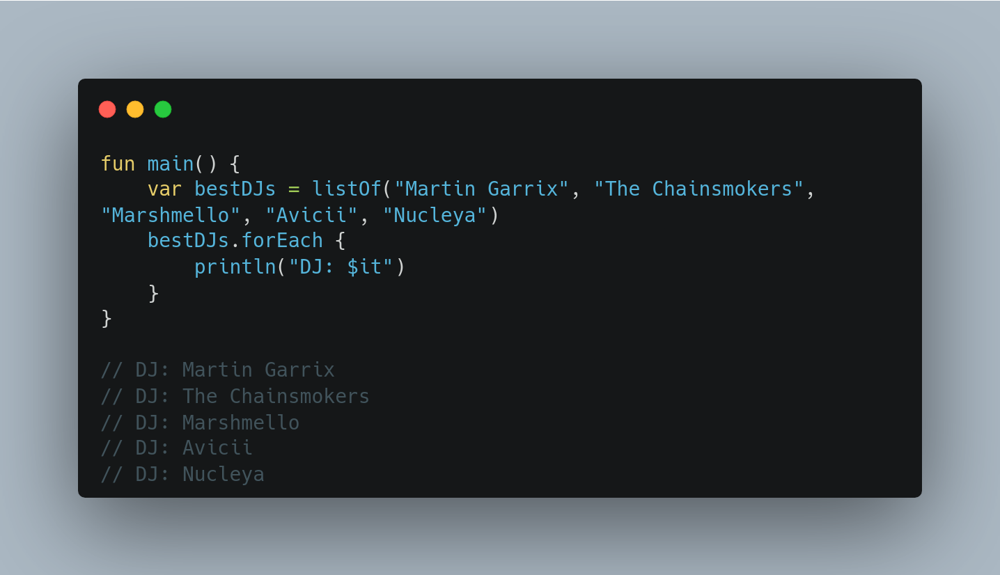 fun main() {
    var bestDJs = listOf("Martin Garrix", "The Chainsmokers",
"Marshmello", "Avicii", "Nucleya")
    bestDJs.forEach {
        println("DJ: $it")
    }
}

// DJ: Martin Garrix
// DJ: The Chainsmokers
// DJ: Marshmello
// DJ: Avicii
// DJ: Nucleya